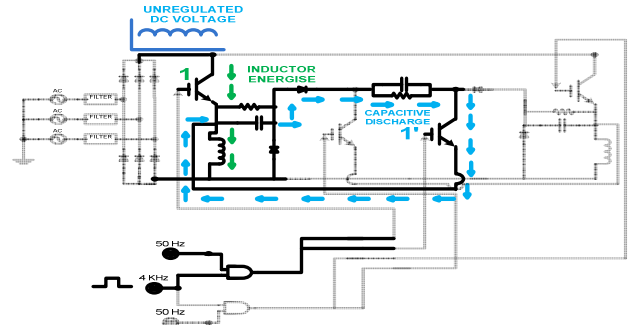 UNREGULATED
DC VOLTAGE
1
INDUCTOR
ENERGISE
AC
FILTER
AC
FILTER
AC
FILTER
CAPACITIVE
DISCHARGE
1'
50 Hz
4 KHz
50 Hz